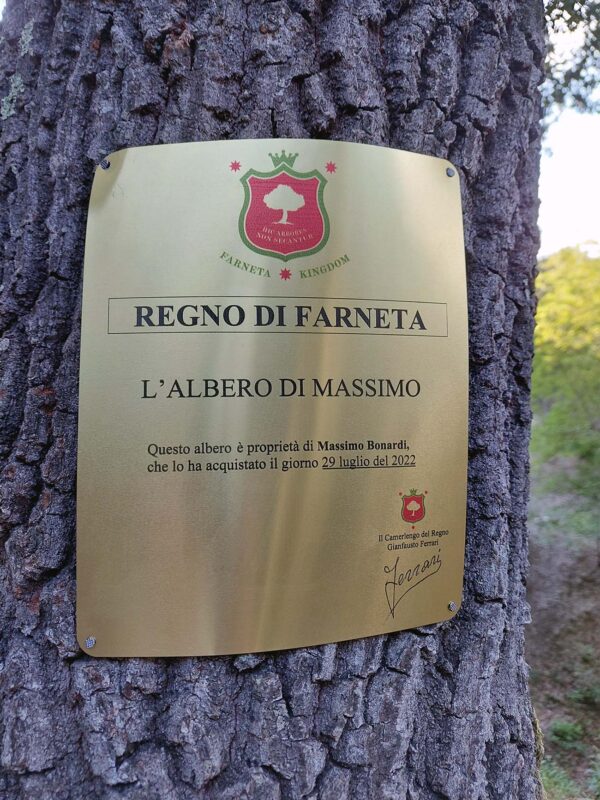 HIC ARBORES
NON SECANTUR
FARNETA KINGDOM
REGNO DI FARNETA
L'ALBERO DI MASSIMO
Questo albero è proprietà di Massimo Bonardi,
che lo ha acquistato il giorno 29 luglio del 2022
Il Camerlengo del Regno
Gianfausto Ferrari
Ferrari